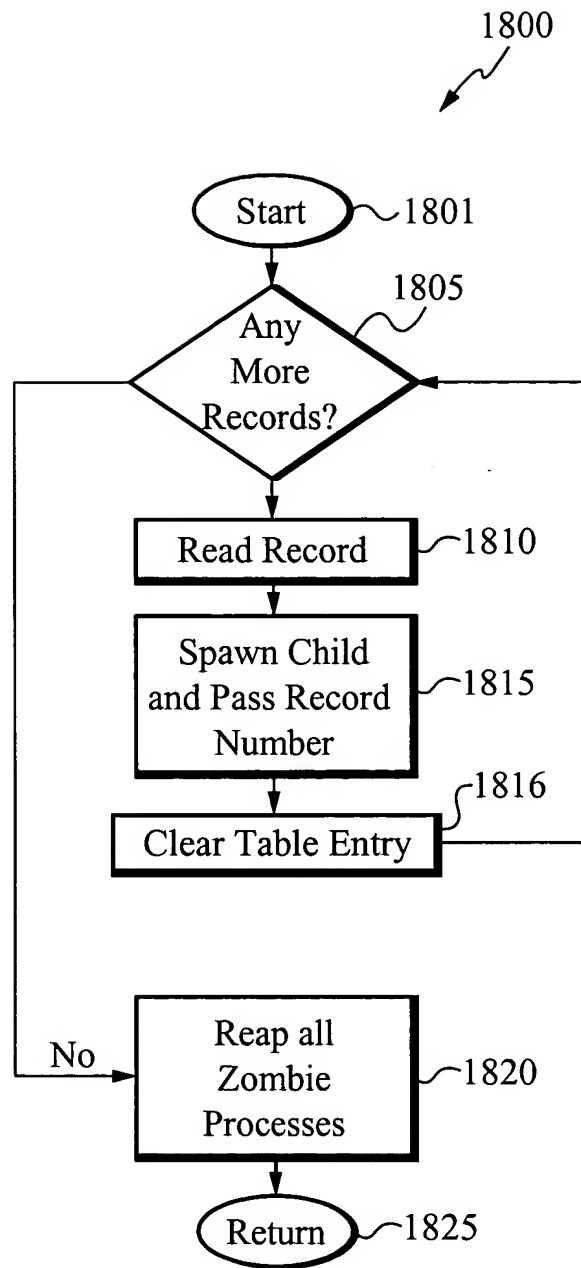 1800
Start
1801
1805
Any
More
Records?
Read Record
1810
Spawn Child
and Pass Record
Number
1815
1816
Clear Table Entry
No
Reap all
Zombie
Processes
1820
Return
1825